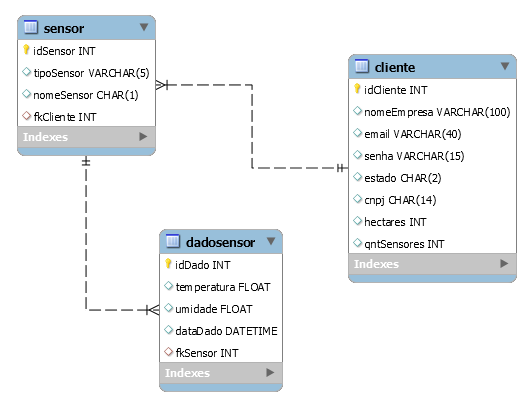 sensor
idSensor INT
tipoSensor VARCHAR(5)
nomeSensor CHAR(1)
fkCliente INT
Indexes
cliente
idCliente INT
nomeEmpresa VARCHAR(100)
email VARCHAR(40)
senha VARCHAR(15)
estado CHAR(2)
cnpj CHAR(14)
hectares INT
qntSensores INT
Indexes
dadosensor
idDado INT
temperatura FLOAT
umidade FLOAT
dataDado DATETIME
fkSensor INT
Indexes